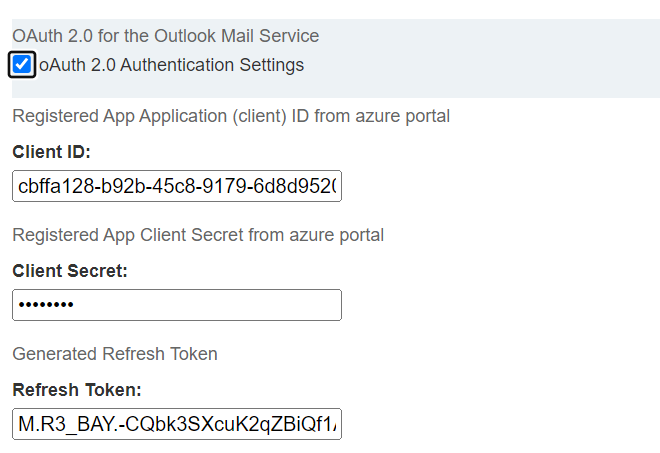 OAuth 2.0 for the Outlook Mail Service
oAuth 2.0 Authentication Settings
Registered App Application (client) ID from azure portal
Client ID:
cbffa128-b92b-45c8-9179-6d8d952(
Registered App Client Secret from azure portal
Client Secret:
••••••••
Generated Refresh Token
Refresh Token:
M.R3_BAY.-CQbk3SXcuK2qZBiQf1